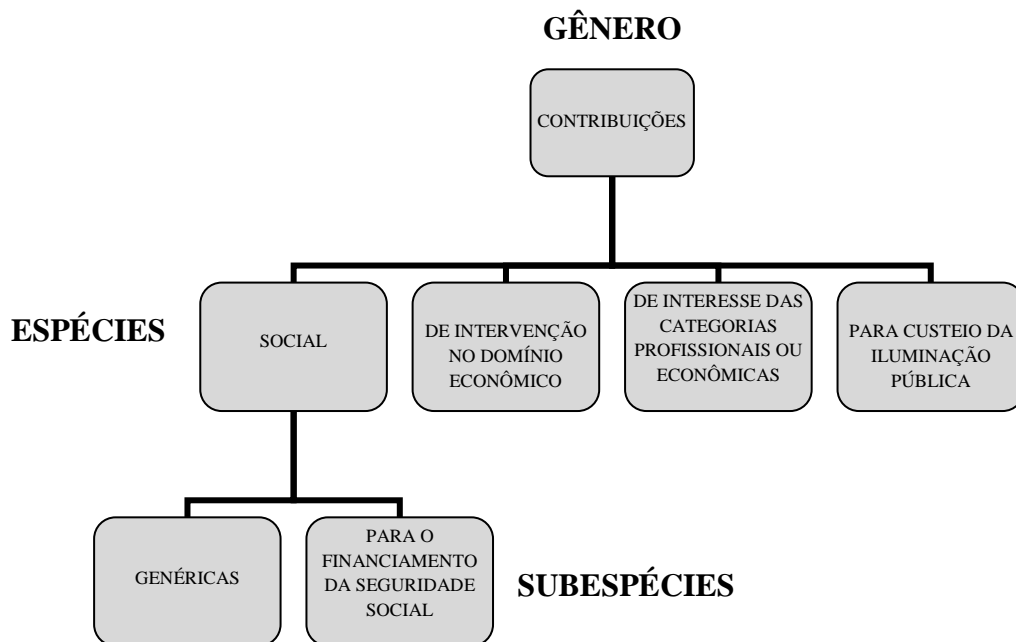 GÊNERO
CONTRIBUIÇÕES
ESPÉCIES
SOCIAL
DE INTERVENÇÃO
NO DOMÍNIO
ECONÔMICO
DE INTERESSE DAS
CATEGORIAS
PROFISSIONAIS OU
ECONÔMICAS
PARA CUSTEIO DA
ILUMINAÇÃO
PÚBLICA
GENÉRICAS
PARA O
FINANCIAMENTO
DA SEGURIDADE
SOCIAL
SUBESPÉCIES